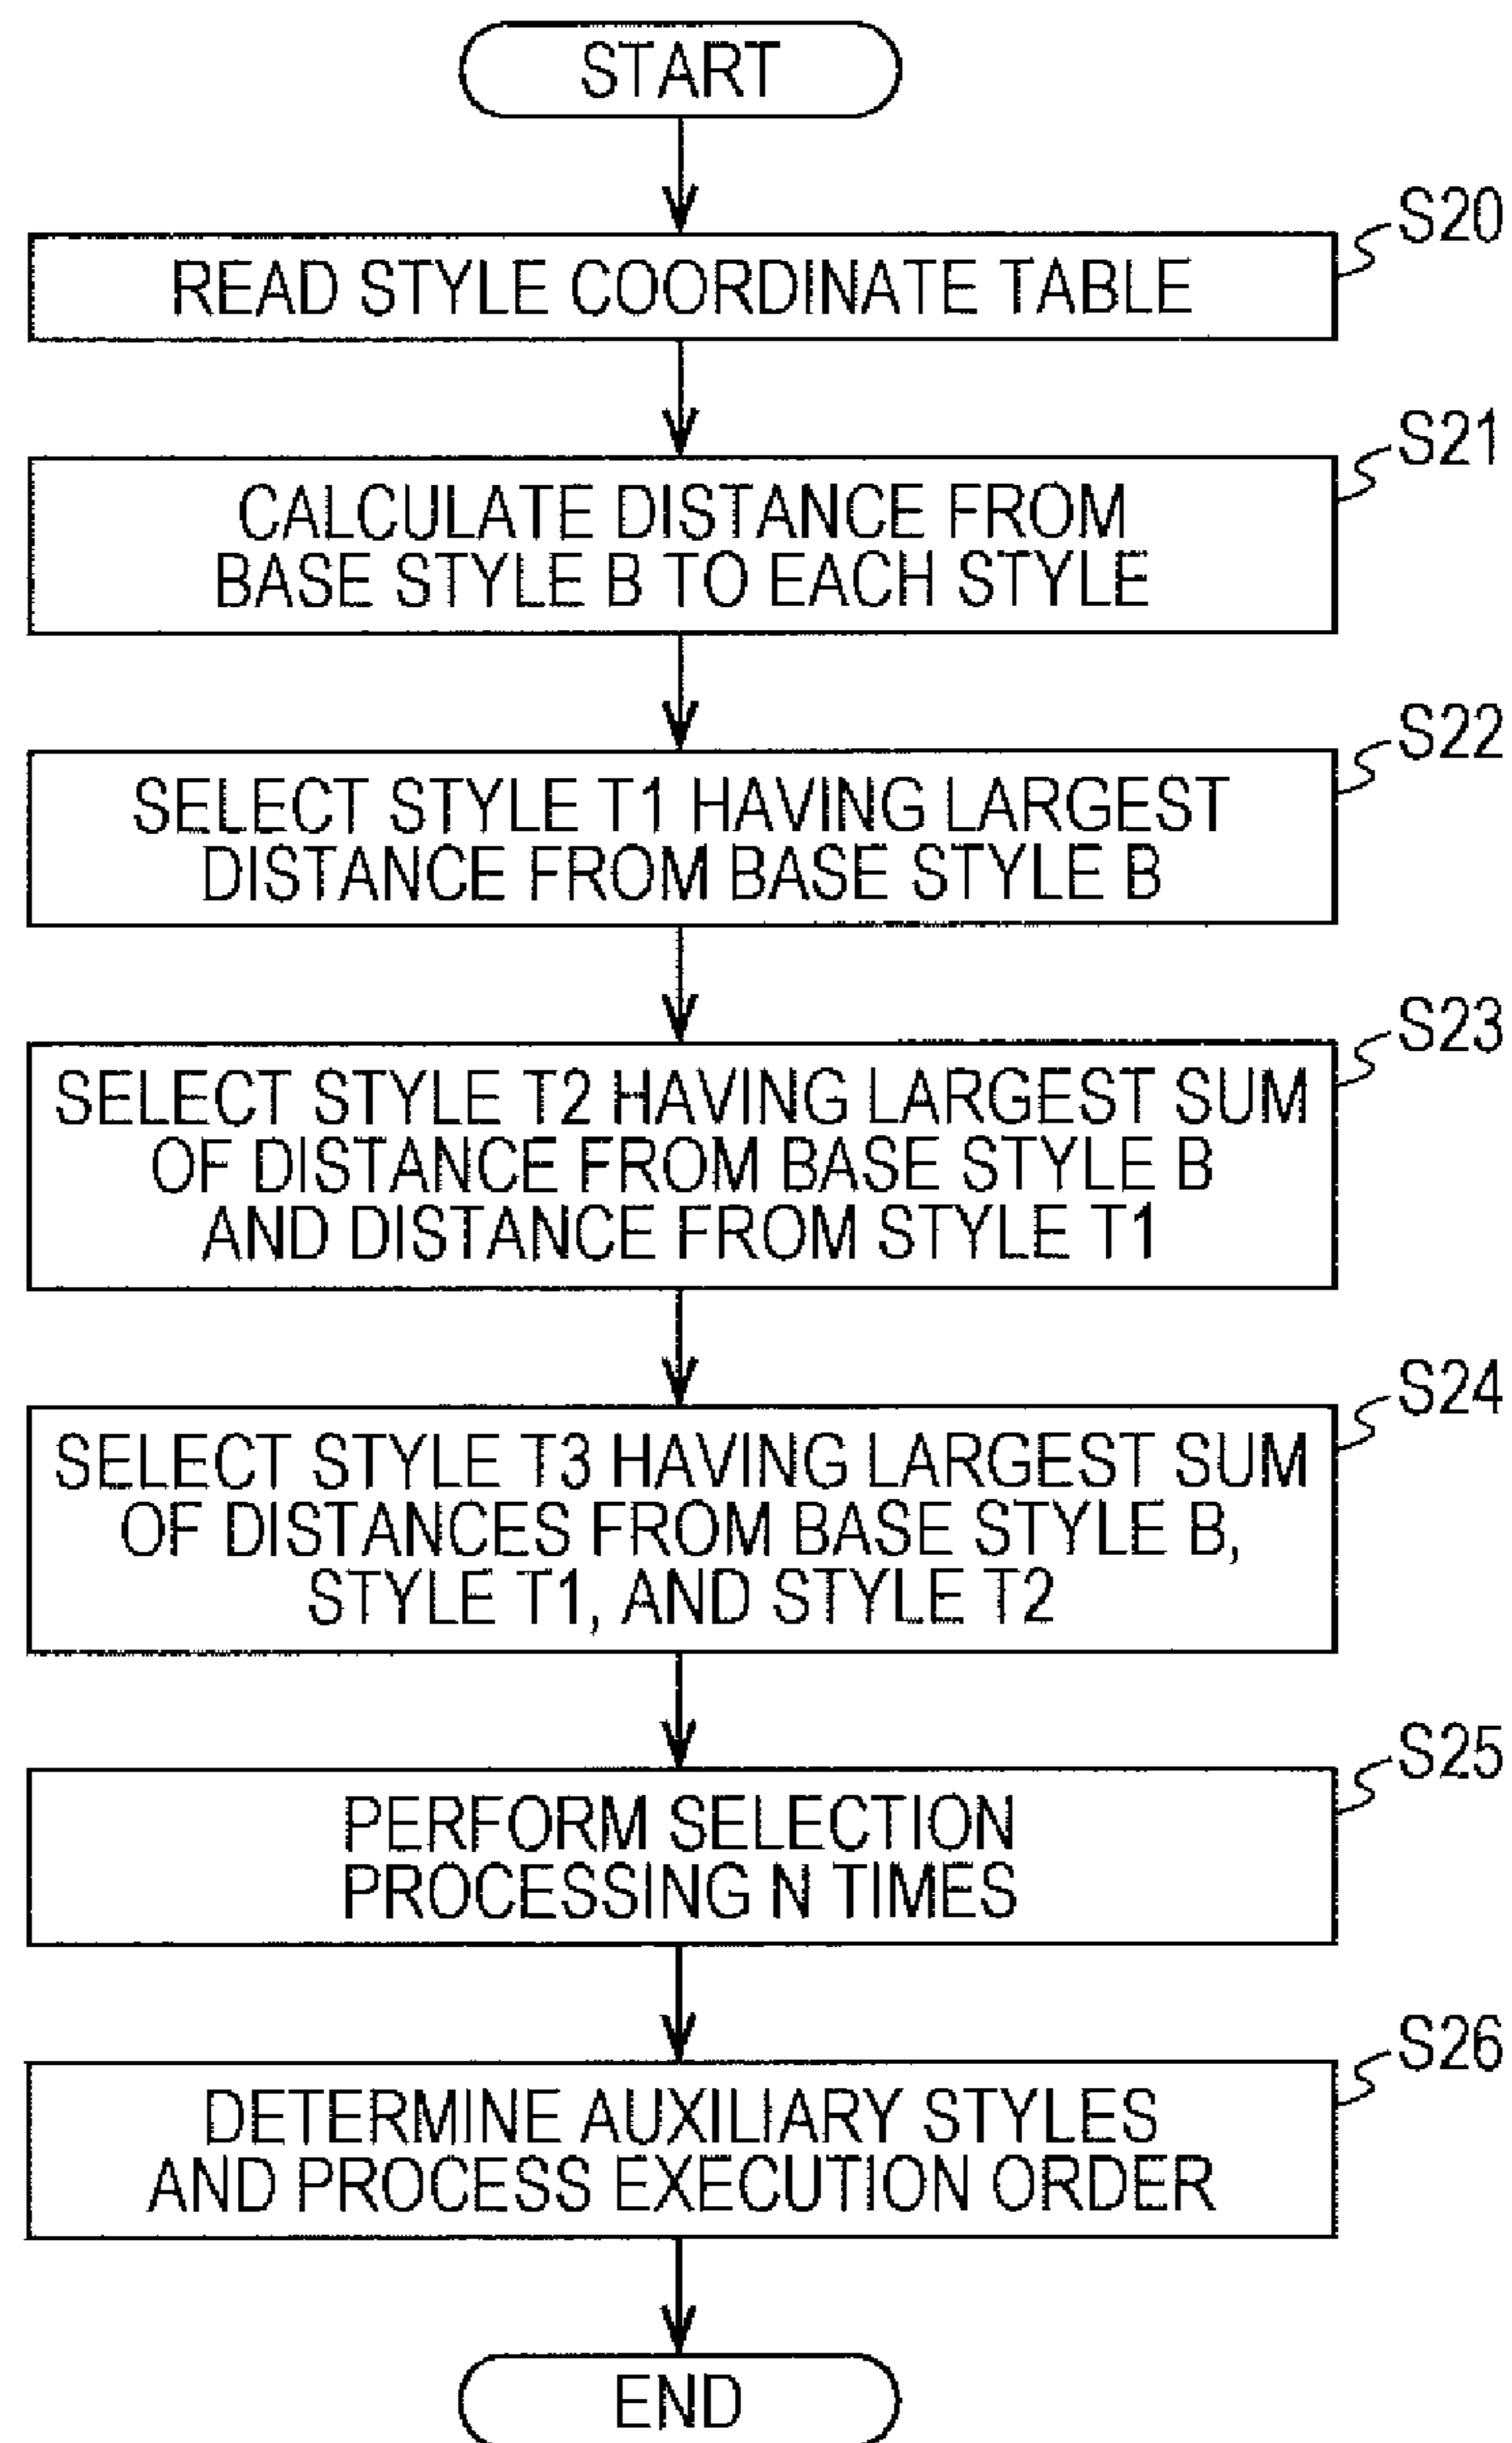 START
S20
READ STYLE COORDINATE TABLE
S21
CALCULATE DISTANCE FROM
BASE STYLE B TO EACH STYLE
S22
SELECT STYLE T1 HAVING LARGEST
DISTANCE FROM BASE STYLE B
S23
SELECT STYLE T2 HAVING LARGEST SUM
OF DISTANCE FROM BASE STYLE B
AND DISTANCE FROM STYLE T1
S24
SELECT STYLE T3 HAVING LARGEST SUM
OF DISTANCES FROM BASE STYLE B,
STYLE T1, AND STYLE T2
S25
PERFORM SELECTION
PROCESSING N TIMES
S26
DETERMINE AUXILIARY STYLES
AND PROCESS EXECUTION ORDER
END